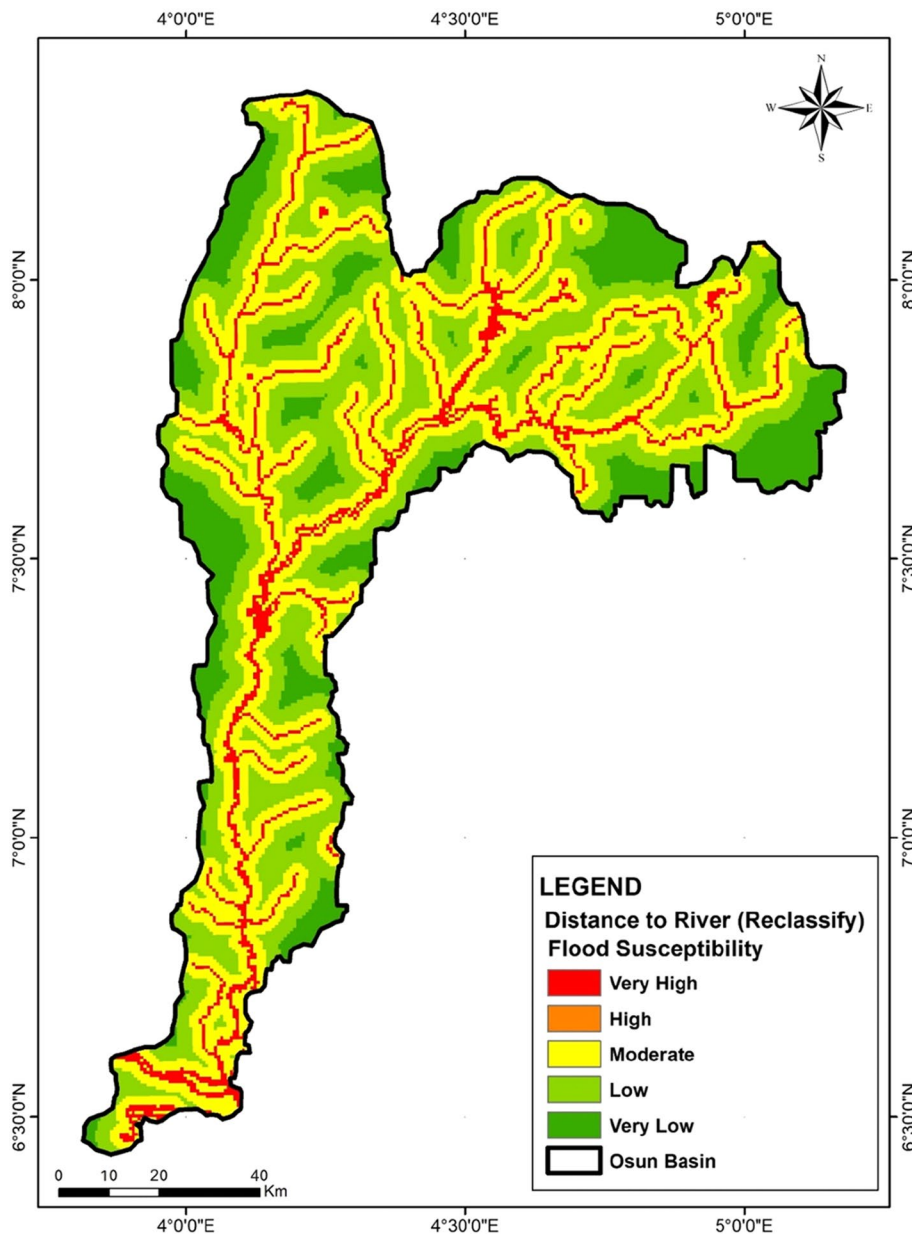 4°0'0"E 4°30'0"E 5°0'0"E
N
W E
S
8°0'0"N 8°0'0"N
7°30'0"N 7°30'0"N
7°0'0"N 7°0'0"N
6°30'0"N 6°30'0"N
LEGEND
Distance to River (Reclassify)
Flood Susceptibility
Very High
High
Moderate
Low
Very Low
Osun Basin
0 10 20 40
Km
4°0'0"E 4°30'0"E 5°0'0"E